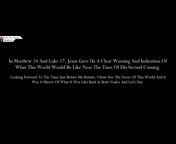 In Matthew 24 And Luke 17, Jesus Gave Us A Clear Warning And Indication Of
What This World Would Be Like Near The Time Of His Second Coming
Looking Forward To The Time Just Before His Return, Christ Saw The Scene Of This World And It
Was A Mirror Of What It Was Like Back In Both Noah's And Lot's Day